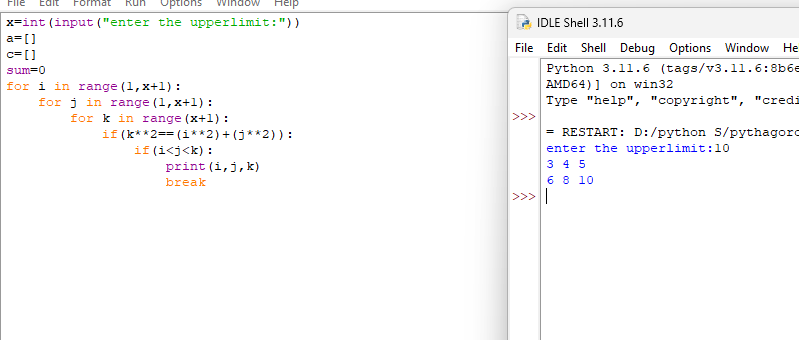 File Edit Format Run Options Window Help
x=int(input("enter the upperlimit:"))
a=[]
c=[]
sum=0
for i in range(1,x+1):
    for j in range(1,x+1):
        for k in range(x+1):
            if(k**2==(i**2)+(j**2)):
                if(i<j<k):
                    print(i,j,k)
                    break
IDLE Shell 3.11.6
File Edit Shell Debug Options Window He
Python 3.11.6 (tags/v3.11.6:8b6e
AMD64)] on win32
Type "help", "copyright", "credi
>>>
= RESTART: D:/python S/pythagoro
enter the upperlimit:10
3 4 5
6 8 10
>>>